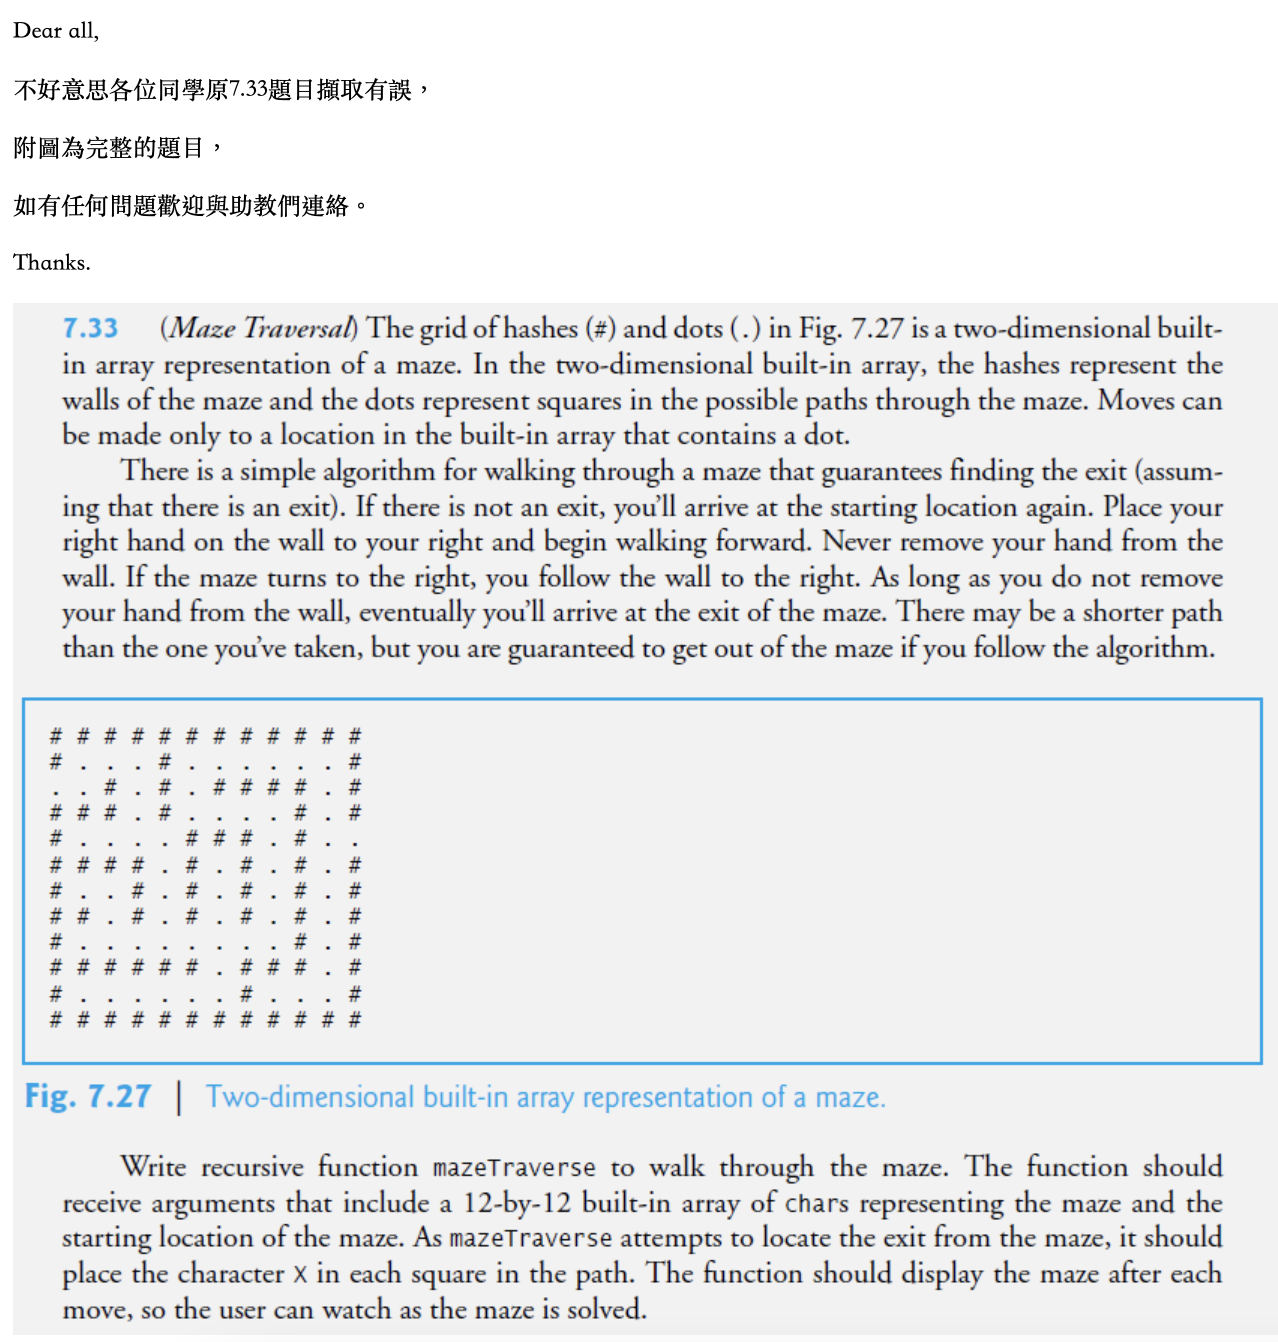 Dear all,
不好意思各位同學原7.33題目擷取有誤，
附圖為完整的題目，
如有任何問題歡迎與助教們連絡。
Thanks.
7.33 (Maze Traversal) The grid of hashes (#) and dots (.) in Fig. 7.27 is a two-dimensional built-
in array representation of a maze. In the two-dimensional built-in array, the hashes represent the
walls of the maze and the dots represent squares in the possible paths through the maze. Moves can
be made only to a location in the built-in array that contains a dot.
There is a simple algorithm for walking through a maze that guarantees finding the exit (assum-
ing that there is an exit). If there is not an exit, you’ll arrive at the starting location again. Place your
right hand on the wall to your right and begin walking forward. Never remove your hand from the
wall. If the maze turns to the right, you follow the wall to the right. As long as you do not remove
your hand from the wall, eventually you’ll arrive at the exit of the maze. There may be a shorter path
than the one you’ve taken, but you are guaranteed to get out of the maze if you follow the algorithm.
# # # # # # # # # # # #
# . . . # . . . . . . #
. . # . # . # # # # . #
# # # . # . . . . # . #
# . . . . # # # . # . .
# # # # . # . # . # . #
# . . # . # . # . # . #
# # . # . # . # . # . #
# . . . . . . . . # . #
# # # # # # . # # # . #
# . . . . . . # . . . #
# # # # # # # # # # # #
Fig. 7.27 | Two-dimensional built-in array representation of a maze.
Write recursive function mazeTraverse to walk through the maze. The function should
receive arguments that include a 12-by-12 built-in array of chars representing the maze and the
starting location of the maze. As mazeTraverse attempts to locate the exit from the maze, it should
place the character X in each square in the path. The function should display the maze after each
move, so the user can watch as the maze is solved.